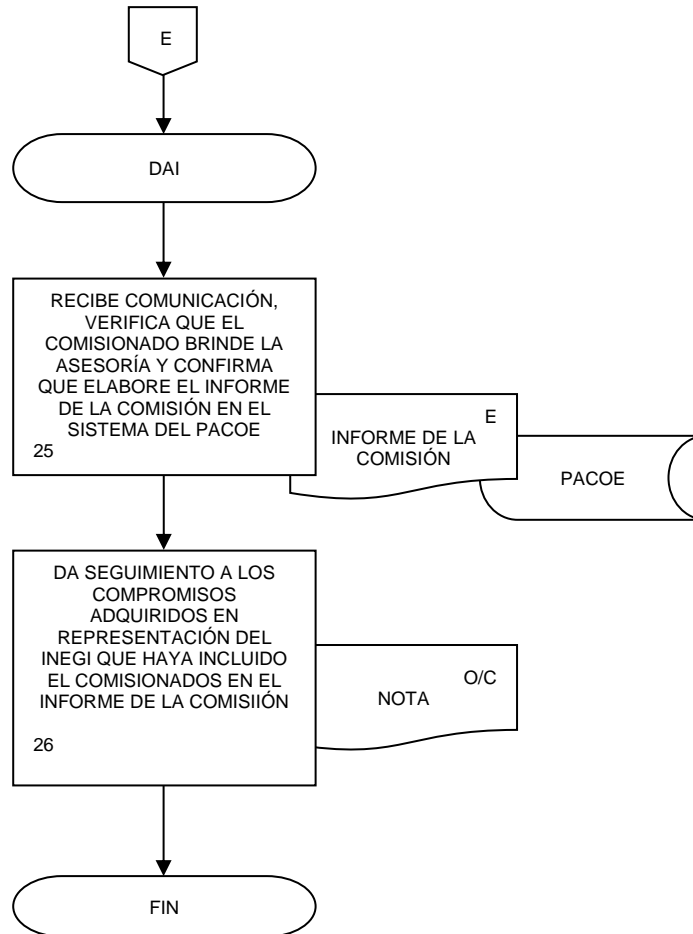 E
DAI
RECIBE COMUNICACIÓN,
VERIFICA QUE EL
COMISIONADO BRINDE LA
ASESORÍA Y CONFIRMA
QUE ELABORE EL INFORME
DE LA COMISIÓN EN EL
SISTEMA DEL PACOE
25
E
INFORME DE LA
COMISIÓN
PACOE
DA SEGUIMIENTO A LOS
COMPROMISOS
ADQUIRIDOS EN
REPRESENTACIÓN DEL
INEGI QUE HAYA INCLUIDO
EL COMISIONADOS EN EL
INFORME DE LA COMISIIÓN
26
O/C
NOTA
FIN